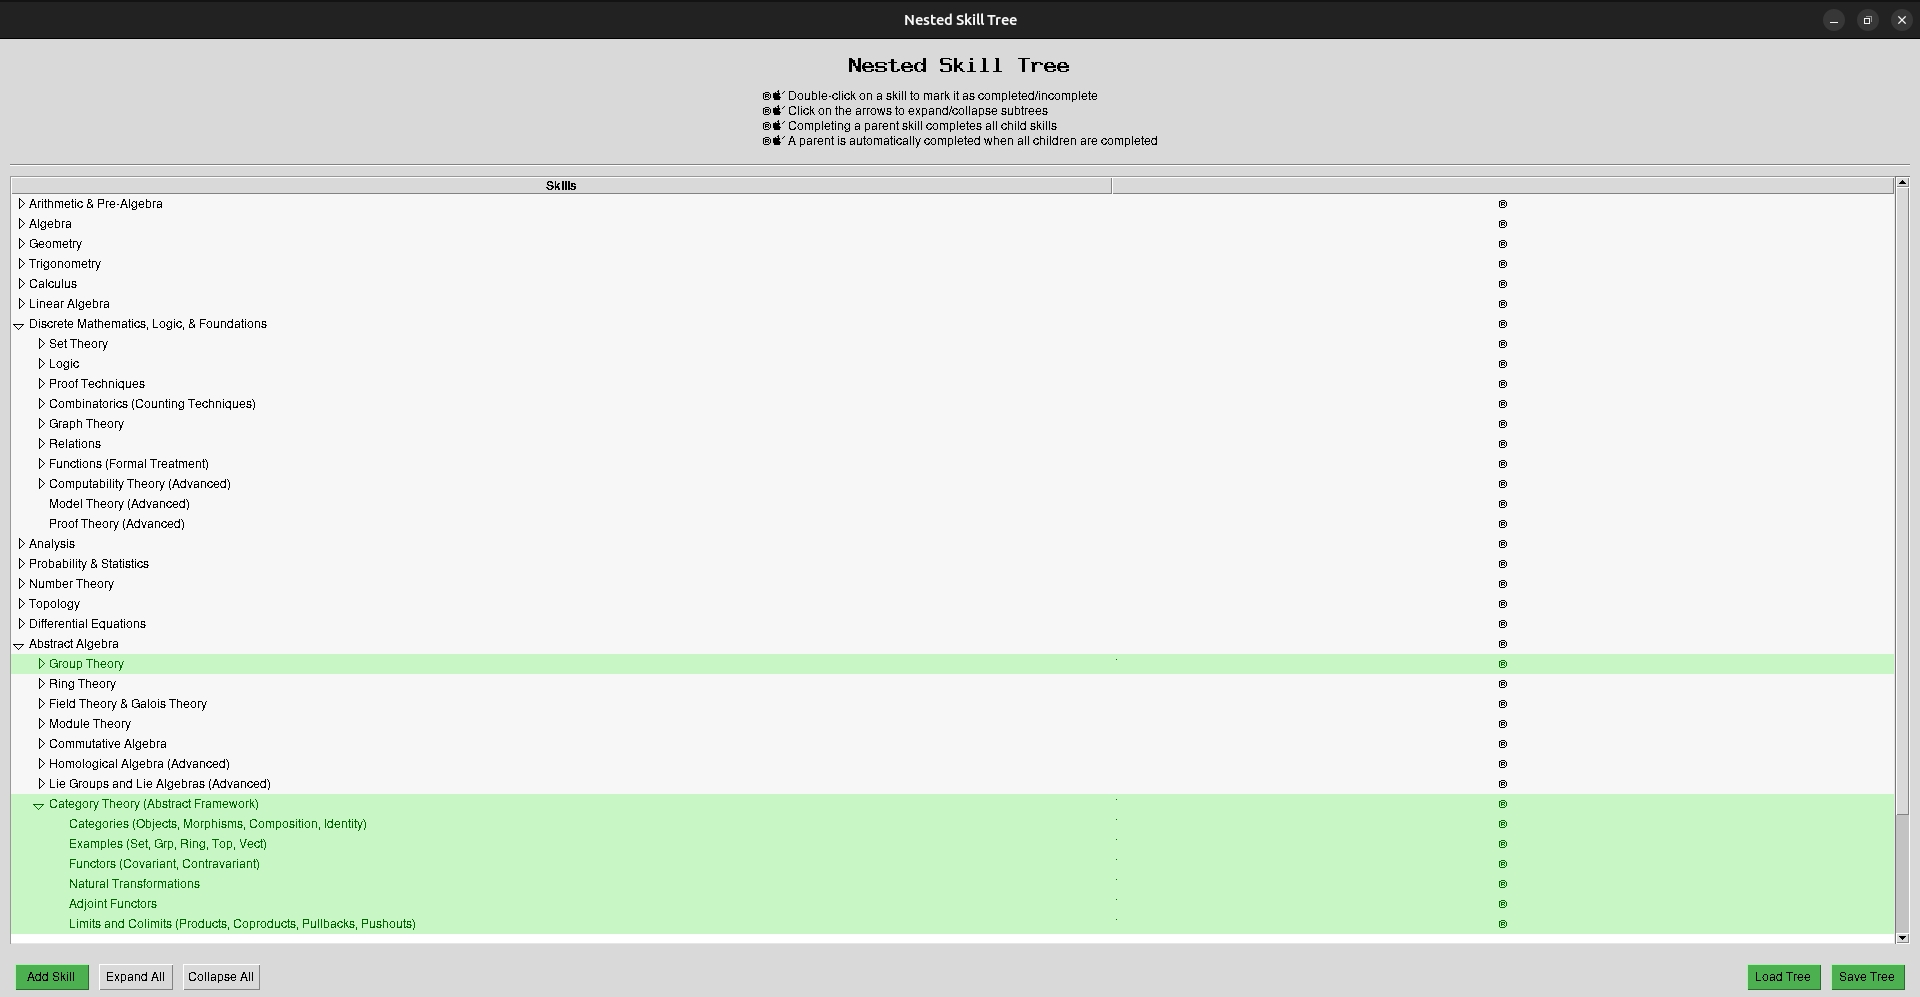 Nested Skill Tree
Nested Skill Tree
Double-click on a skill to mark it as completed/incomplete
Click on the arrows to expand/collapse subtrees
Completing a parent skill completes all child skills
A parent is automatically completed when all children are completed
Skills
Arithmetic & Pre-Algebra ®
Algebra ®
Geometry ®
Trigonometry ®
Calculus ®
Linear Algebra ®
Discrete Mathematics, Logic, & Foundations ®
Set Theory ®
Logic ®
Proof Techniques ®
Combinatorics (Counting Techniques) ®
Graph Theory ®
Relations ®
Functions (Formal Treatment) ®
Computability Theory (Advanced) ®
Model Theory (Advanced) ®
Proof Theory (Advanced) ®
Analysis ®
Probability & Statistics ®
Number Theory ®
Topology ®
Differential Equations ®
Abstract Algebra ®
Group Theory ®
Ring Theory ®
Field Theory & Galois Theory ®
Module Theory ®
Commutative Algebra ®
Homological Algebra (Advanced) ®
Lie Groups and Lie Algebras (Advanced) ®
Category Theory (Abstract Framework) ®
Categories (Objects, Morphisms, Composition, Identity) ®
Examples (Set, Grp, Ring, Top, Vect) ®
Functors (Covariant, Contravariant) ®
Natural Transformations ®
Adjoint Functors ®
Limits and Colimits (Products, Coproducts, Pullbacks, Pushouts) ®
Add Skill Expand All Collapse All Load Tree Save Tree